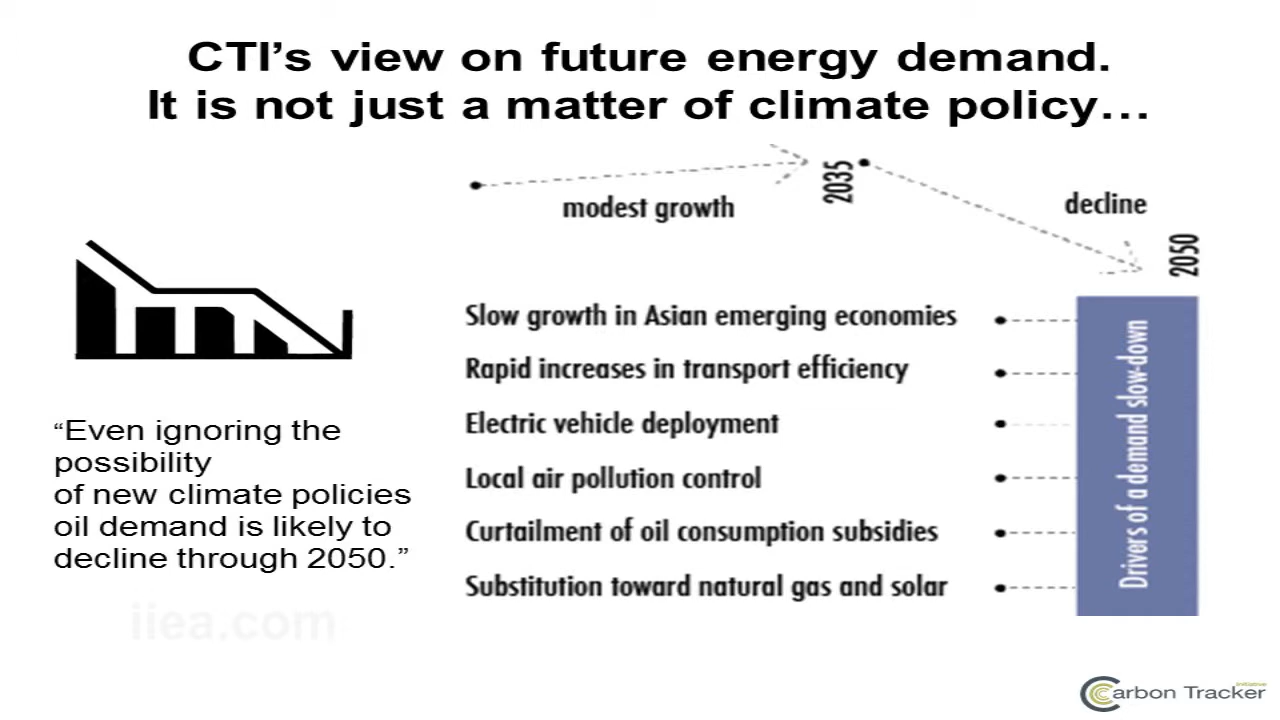 CTI’s view on future energy demand.
It is not just a matter of climate policy…
modest growth
2035
decline
2050
“Even ignoring the
possibility
of new climate policies
oil demand is likely to
decline through 2050.”
Slow growth in Asian emerging economies
Rapid increases in transport efficiency
Electric vehicle deployment
Local air pollution control
Curtailment of oil consumption subsidies
Substitution toward natural gas and solar
Drivers of a demand slow-down
iiea.com
Carbon Tracker
Initiative